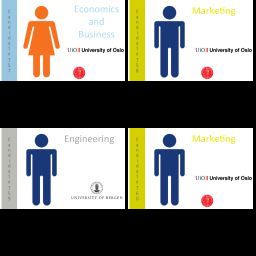 Economics
and
Business
UiO University of Oslo
Marketing
UiO University of Oslo
Engineering
UNIVERSITY OF BERGEN
Marketing
UiO University of Oslo